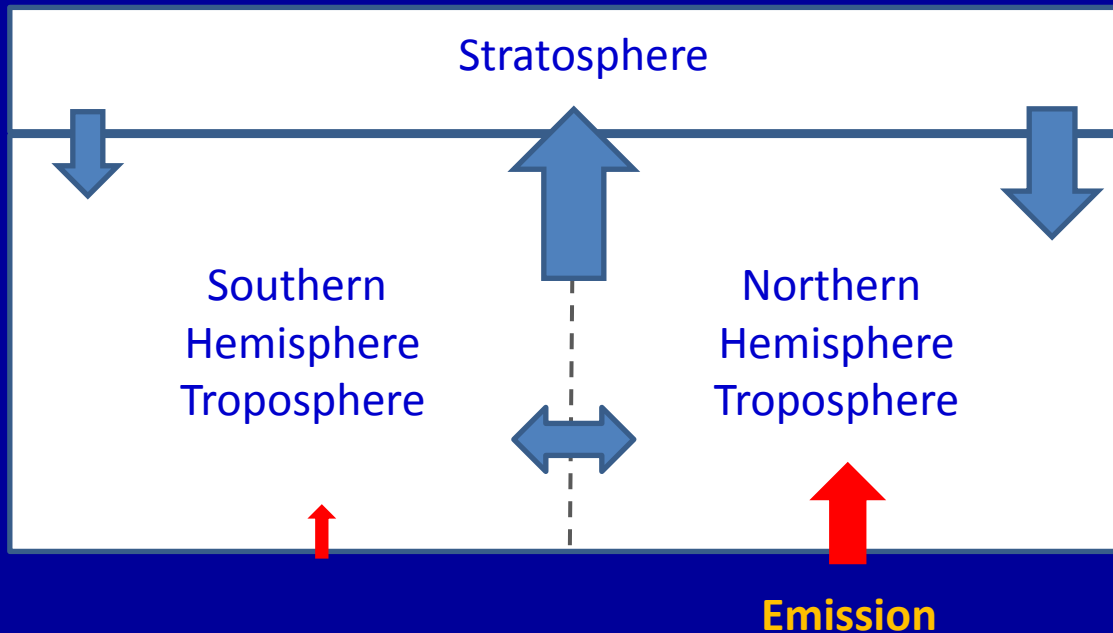 Stratosphere
Southern
Hemisphere
Troposphere
Northern
Hemisphere
Troposphere
Emission